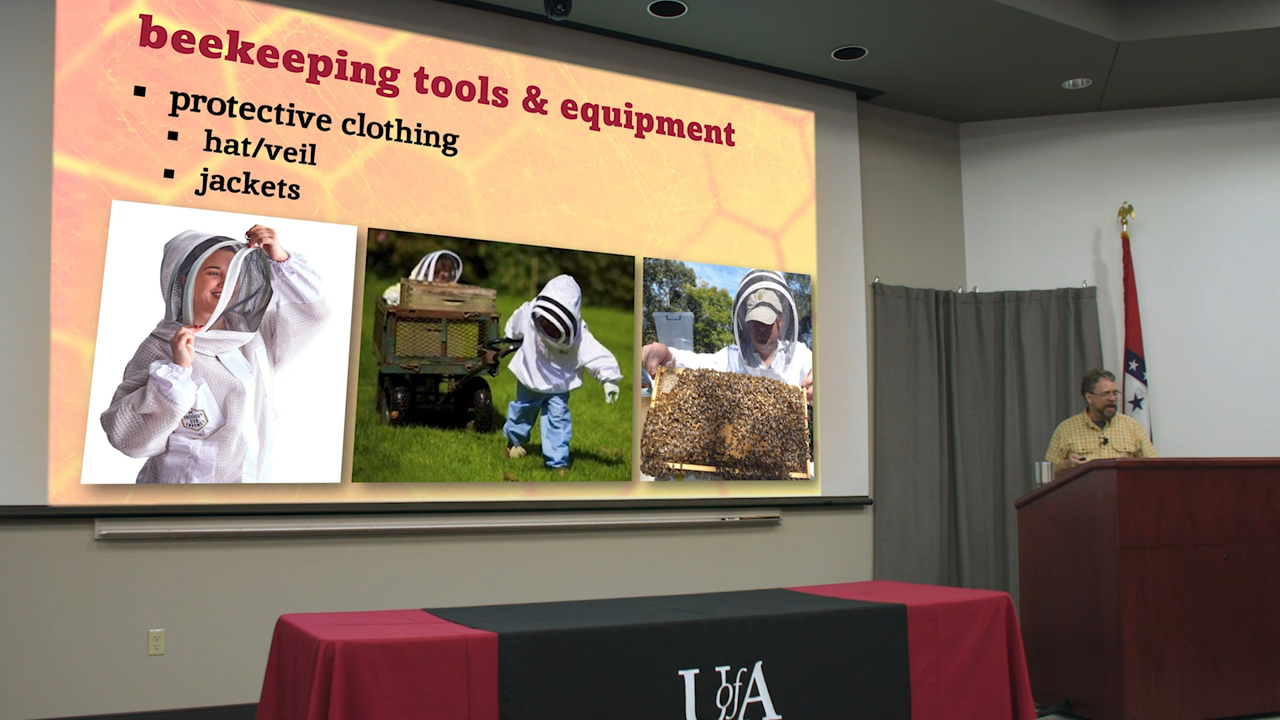 beekeeping tools & equipment
▪ protective clothing
▪ hat/veil
▪ jackets
UofA